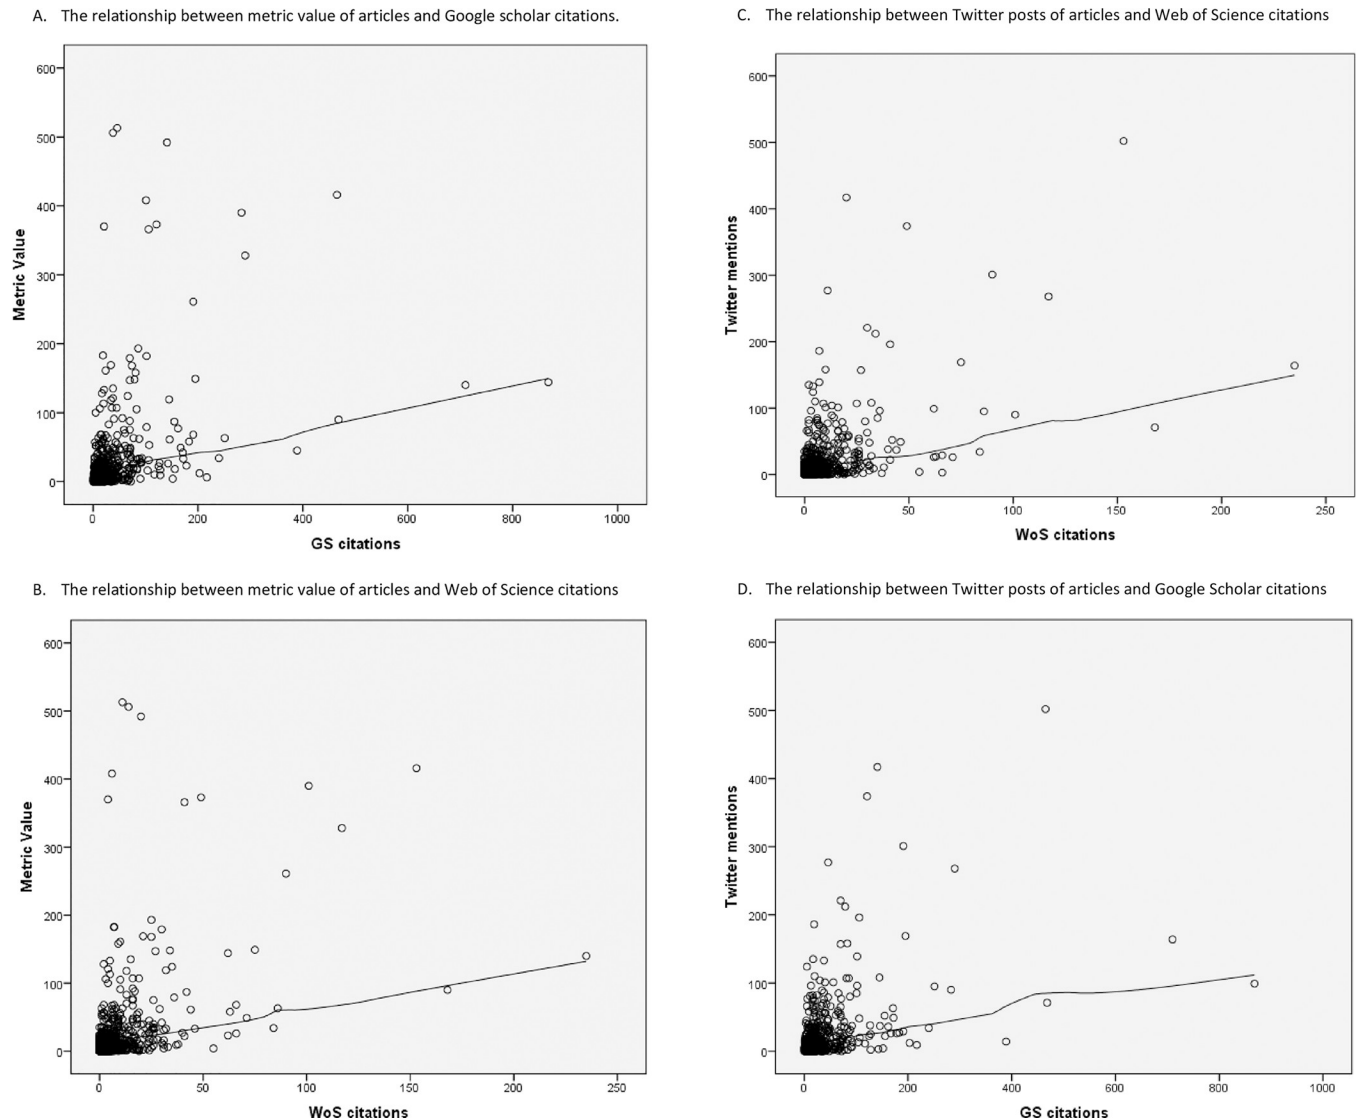 A. The relationship between metric value of articles and Google scholar citations.
600
500
400
300
200
100
0
Metric Value
0 200 400 600 800 1000
GS citations
B. The relationship between metric value of articles and Web of Science citations
600
500
400
300
200
100
0
Metric Value
0 50 100 150 200 250
WoS citations
C. The relationship between Twitter posts of articles and Web of Science citations
600
500
400
300
200
100
0
Twitter mentions
0 50 100 150 200 250
WoS citations
D. The relationship between Twitter posts of articles and Google Scholar citations
600
500
400
300
200
100
0
Twitter mentions
0 200 400 600 800 1000
GS citations